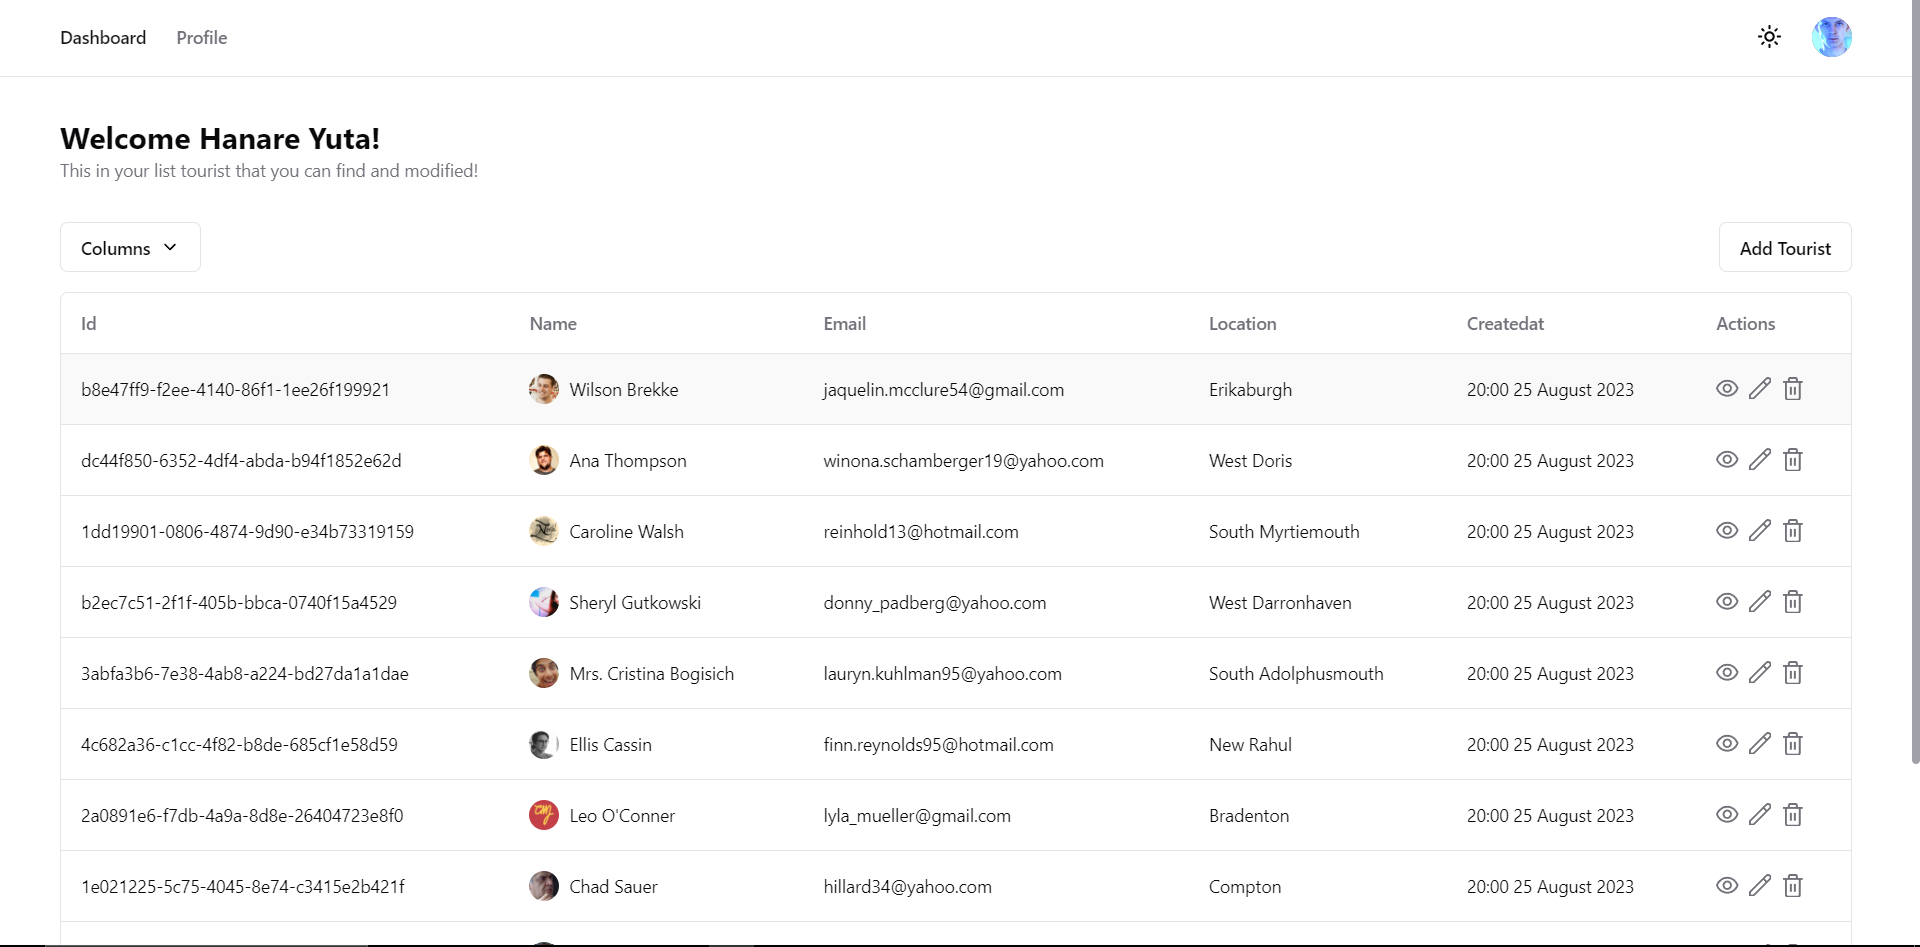 Dashboard Profile
Welcome Hanare Yuta!
This in your list tourist that you can find and modified!
Columns Add Tourist
Id Name Email Location Createdat Actions
b8e47ff9-f2ee-4140-86f1-1ee26f199921 Wilson Brekke jaquelin.mcclure54@gmail.com Erikaburgh 20:00 25 August 2023
dc44f850-6352-4df4-abda-b94f1852e62d Ana Thompson winona.schamberger19@yahoo.com West Doris 20:00 25 August 2023
1dd19901-0806-4874-9d90-e34b73319159 Caroline Walsh reinhold13@hotmail.com South Myrtiemouth 20:00 25 August 2023
b2ec7c51-2f1f-405b-bbca-0740f15a4529 Sheryl Gutkowski donny_padberg@yahoo.com West Darronhaven 20:00 25 August 2023
3abfa3b6-7e38-4ab8-a224-bd27da1a1dae Mrs. Cristina Bogisich lauryn.kuhlman95@yahoo.com South Adolphusmouth 20:00 25 August 2023
4c682a36-c1cc-4f82-b8de-685cf1e58d59 Ellis Cassin finn.reynolds95@hotmail.com New Rahul 20:00 25 August 2023
2a0891e6-f7db-4a9a-8d8e-26404723e8f0 Leo O'Conner lyla_mueller@gmail.com Bradenton 20:00 25 August 2023
1e021225-5c75-4045-8e74-c3415e2b421f Chad Sauer hillard34@yahoo.com Compton 20:00 25 August 2023